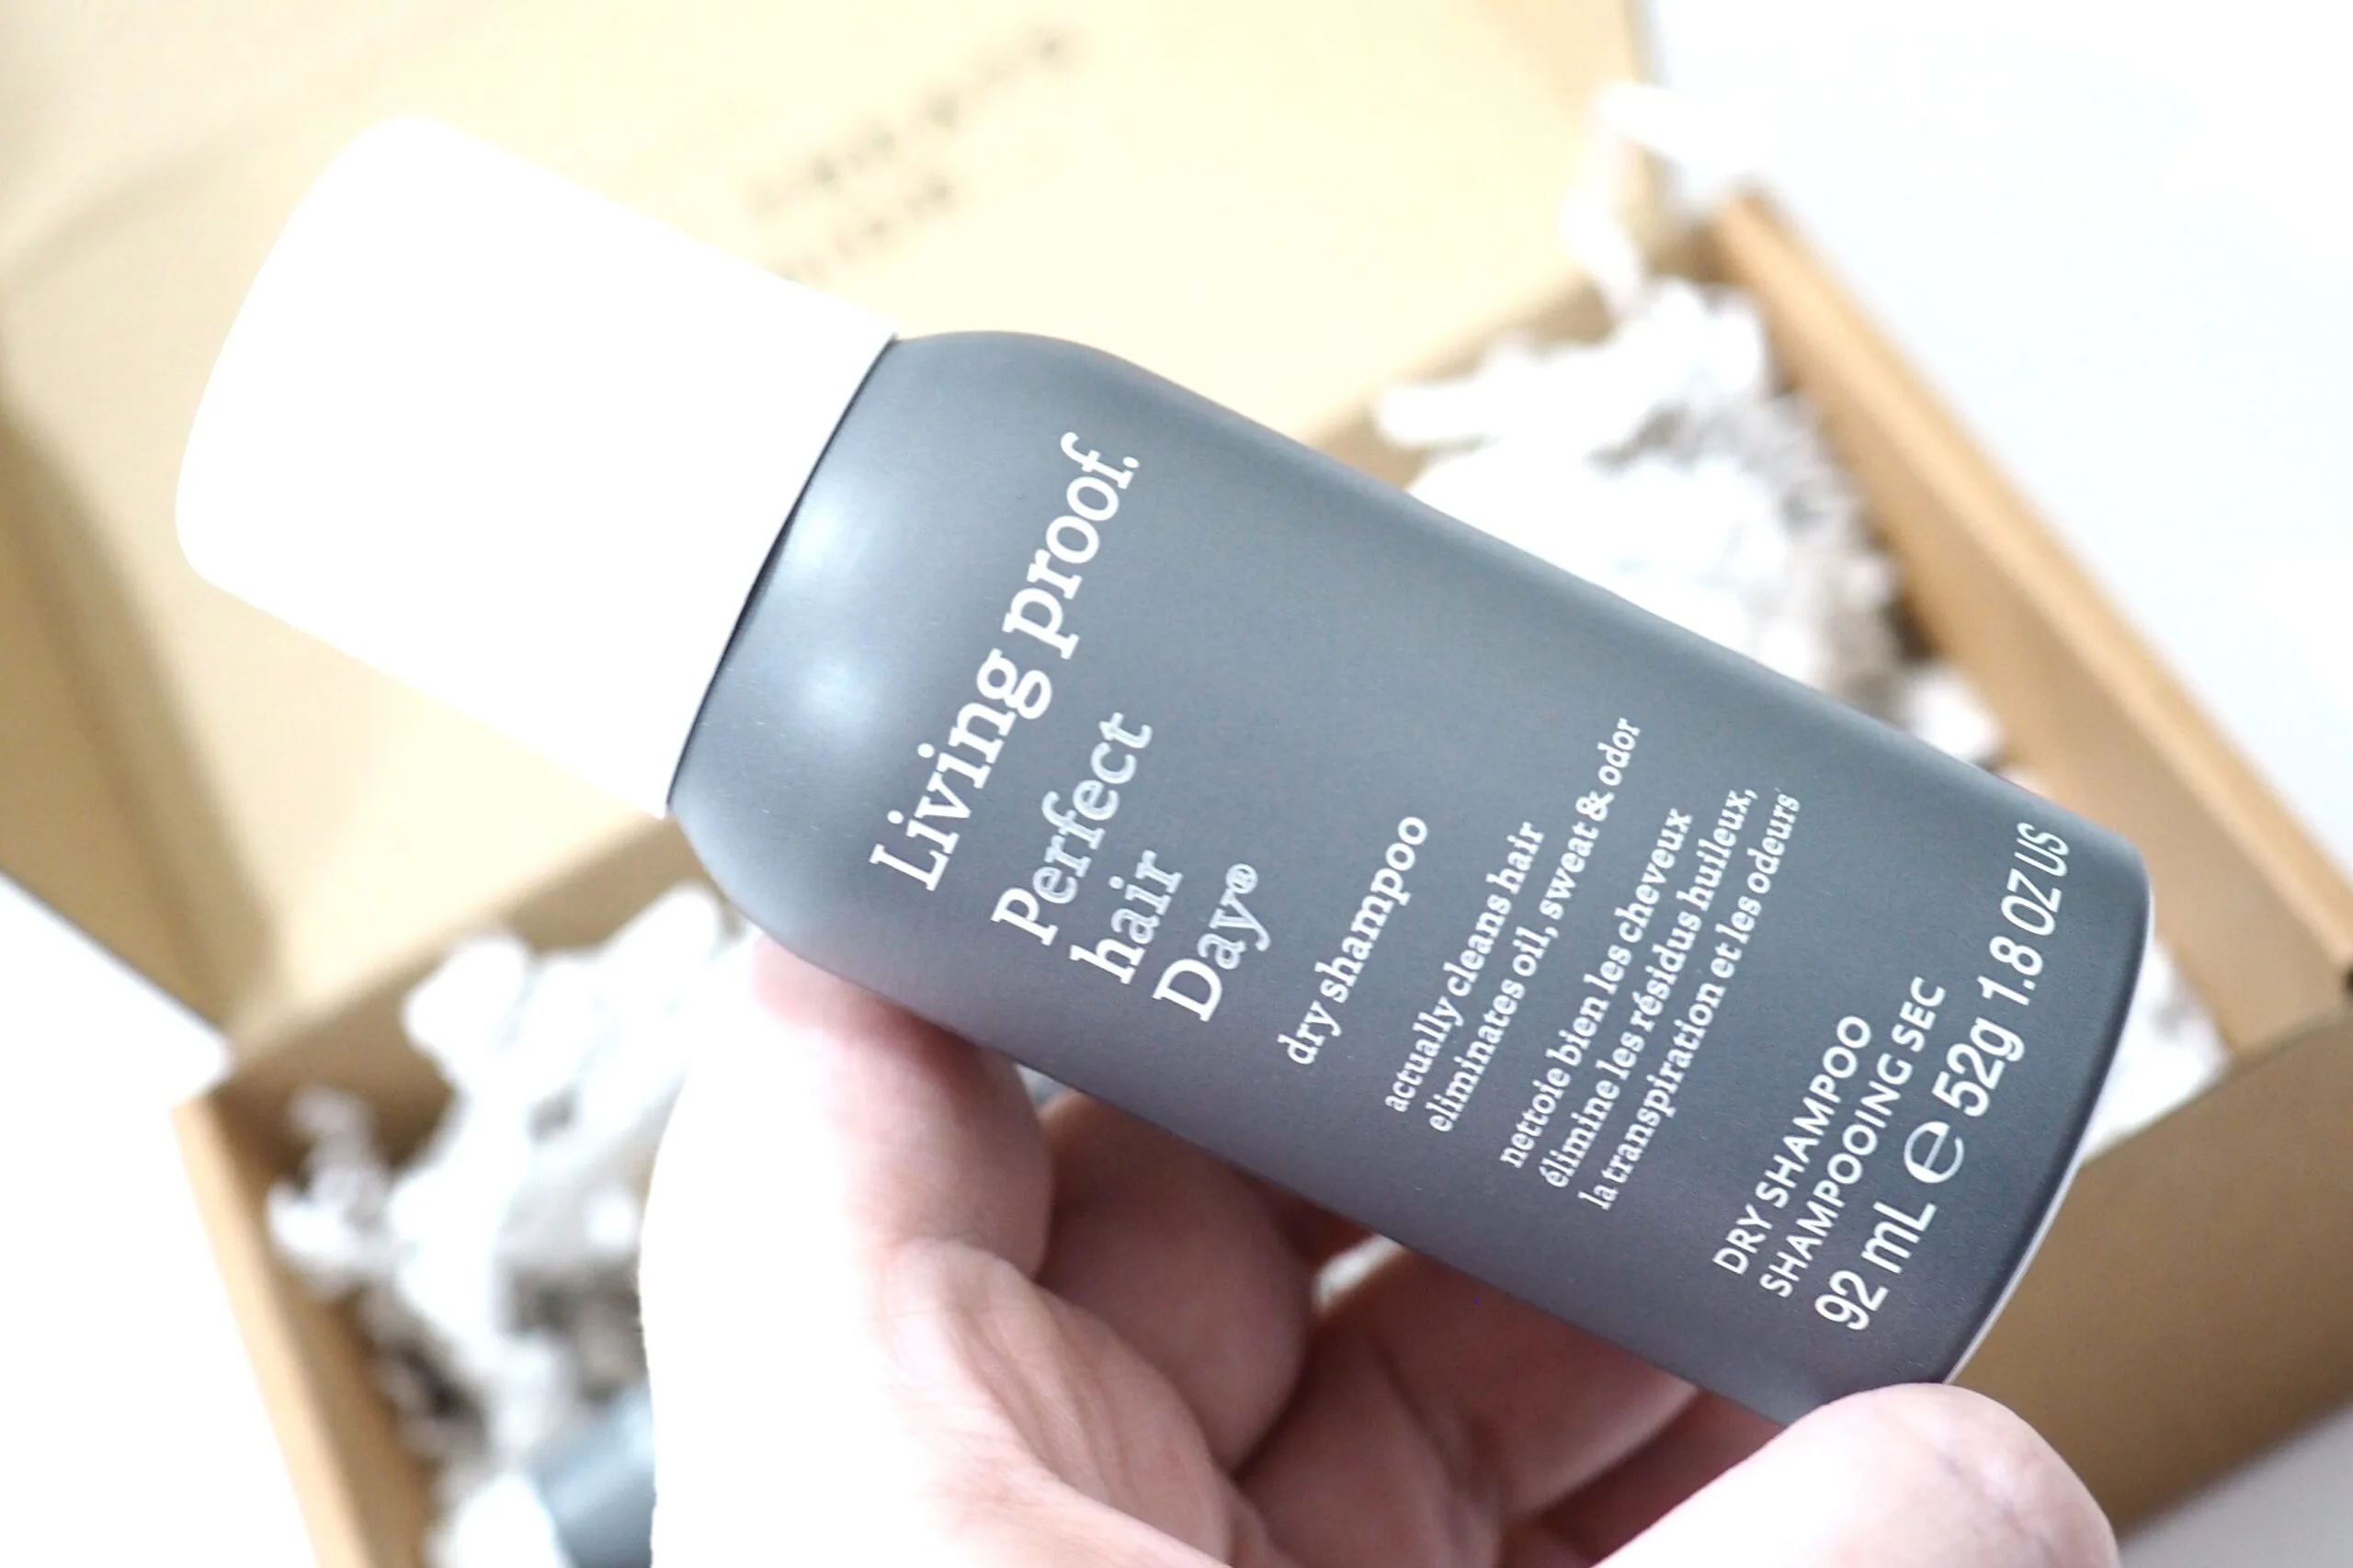 Living proof.
Perfect
hair
Day®
dry shampoo
actually cleans hair
eliminates oil, sweat & odor
nettoie bien les cheveux
élimine les résidus huileux,
la transpiration et les odeurs
DRY SHAMPOO
SHAMPOOING SEC
92 mL ℮ 52g 1.8 OZ US